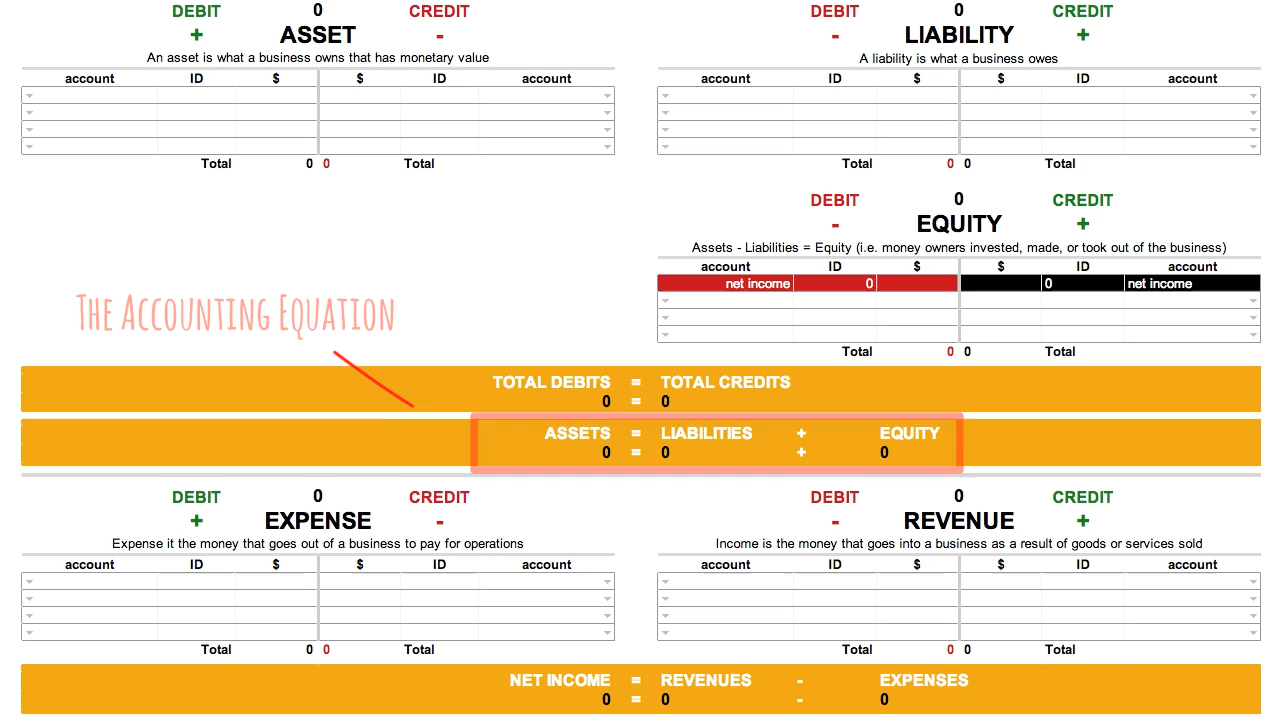 DEBIT 0 CREDIT
+ ASSET -
An asset is what a business owns that has monetary value
account ID $ $ ID account
Total 0 0 Total
DEBIT 0 CREDIT
- LIABILITY +
A liability is what a business owes
account ID $ $ ID account
Total 0 0 Total
DEBIT 0 CREDIT
- EQUITY +
Assets - Liabilities = Equity (i.e. money owners invested, made, or took out of the business)
account ID $ $ ID account
net income 0 0 net income
Total 0 0 Total
THE ACCOUNTING EQUATION
TOTAL DEBITS = TOTAL CREDITS
0 = 0
ASSETS = LIABILITIES + EQUITY
0 = 0 + 0
DEBIT 0 CREDIT
+ EXPENSE -
Expense it the money that goes out of a business to pay for operations
account ID $ $ ID account
Total 0 0 Total
DEBIT 0 CREDIT
- REVENUE +
Income is the money that goes into a business as a result of goods or services sold
account ID $ $ ID account
Total 0 0 Total
NET INCOME = REVENUES - EXPENSES
0 = 0 - 0